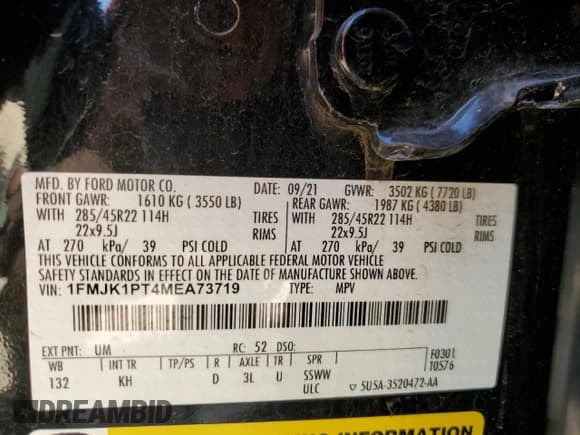 MFD. BY FORD MOTOR CO. DATE: 09/21 GVWR: 3502 KG ( 7720 LB)
FRONT GAWR: 1610 KG ( 3550 LB) REAR GAWR: 1987 KG ( 4380 LB)
WITH 285/45R22 114H TIRES WITH 285/45R22 114H TIRES
22x9.5J RIMS 22x9.5J RIMS
AT 270 kPa/ 39 PSI COLD AT 270 kPa/ 39 PSI COLD
THIS VEHICLE CONFORMS TO ALL APPLICABLE FEDERAL MOTOR VEHICLE
SAFETY STANDARDS IN EFFECT ON THE DATE OF MANUFACTURE SHOWN ABOVE.
VIN: 1FMJK1PT4MEA73719 TYPE: MPV
EXT PNT: UM RC: 52 DSO: F0301
WB INT TR TP/PS R AXLE TR SPR T0576
132 KH D 3L U SSWW
ULC 5U5A-3520472-AA
DREAMBID
INFORMATION